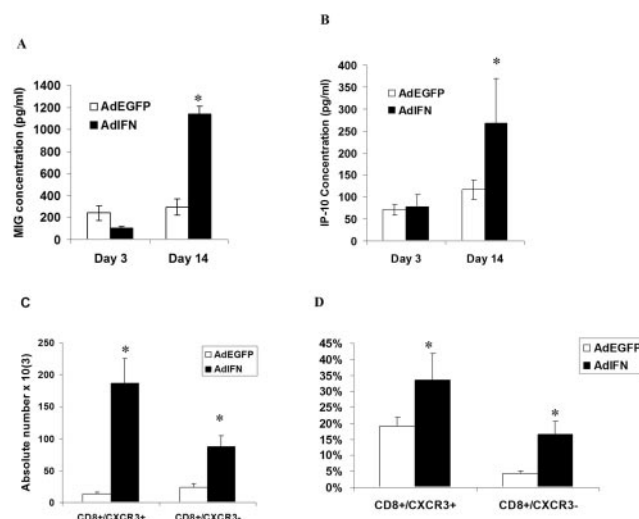 A
MIG concentration (pg/ml)
1400
1200
1000
800
600
400
200
0
AdEGFP
AdIFN
*
Day 3
Day 14
B
IP-10 Concentration (pg/ml)
400
350
300
250
200
150
100
50
0
AdEGFP
AdIFN
*
Day 3
Day 14
C
Absolute number x 10(3)
250
200
150
100
50
0
*
*
AdEGFP
AdIFN
CD8+/CXCR3+
CD8+/CXCR3-
D
45%
40%
35%
30%
25%
20%
15%
10%
5%
0%
*
*
AdEGFP
AdIFN
CD8+/CXCR3+
CD8+/CXCR3-